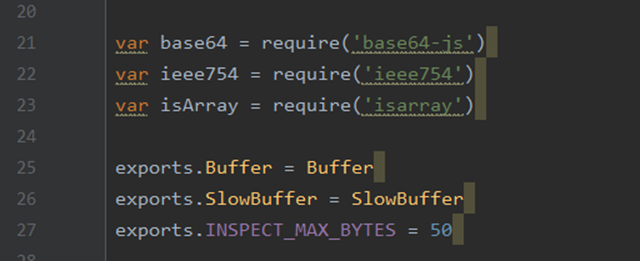 20
21 var base64 = require('base64-js')
22 var ieee754 = require('ieee754')
23 var isArray = require('isarray')
24
25 exports.Buffer = Buffer
26 exports.SlowBuffer = SlowBuffer
27 exports.INSPECT_MAX_BYTES = 50
28